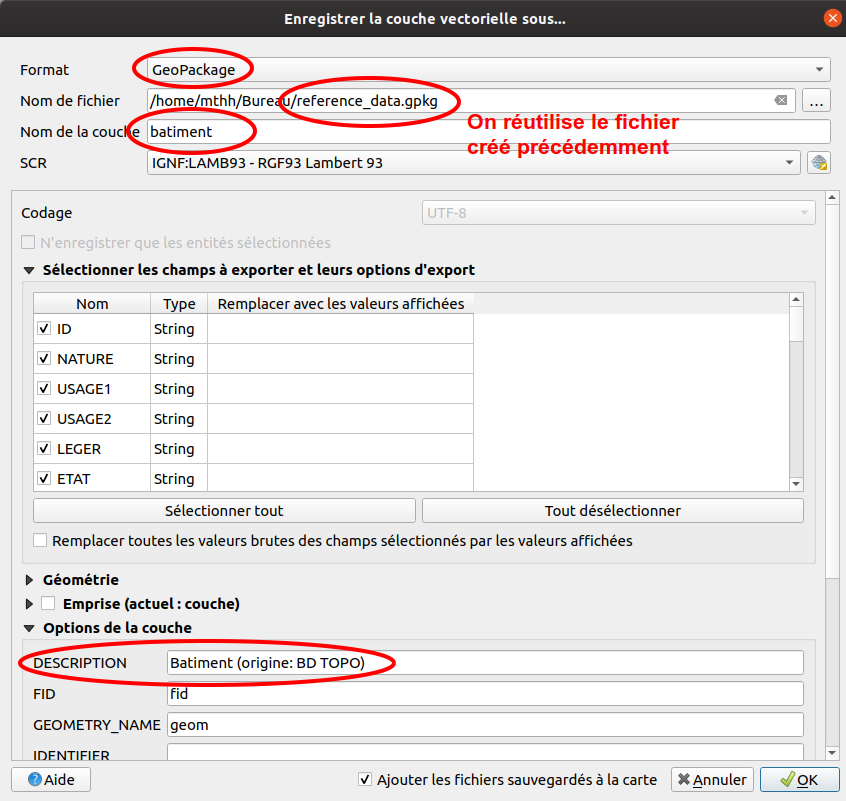 Enregistrer la couche vectorielle sous...
Format GeoPackage
Nom de fichier /home/mthh/Bureau/reference_data.gpkg ...
Nom de la couche batiment
On réutilise le fichier
créé précédemment
SCR IGNF:LAMB93 - RGF93 Lambert 93
Codage UTF-8
N'enregistrer que les entités sélectionnées
Sélectionner les champs à exporter et leurs options d'export
Nom Type Remplacer avec les valeurs affichées
ID String
NATURE String
USAGE1 String
USAGE2 String
LEGER String
ETAT String
Sélectionner tout Tout désélectionner
Remplacer toutes les valeurs brutes des champs sélectionnés par les valeurs affichées
Géométrie
Emprise (actuel : couche)
Options de la couche
DESCRIPTION Batiment (origine: BD TOPO)
FID fid
GEOMETRY_NAME geom
IDENTIFIER
Aide Ajouter les fichiers sauvegardés à la carte Annuler OK